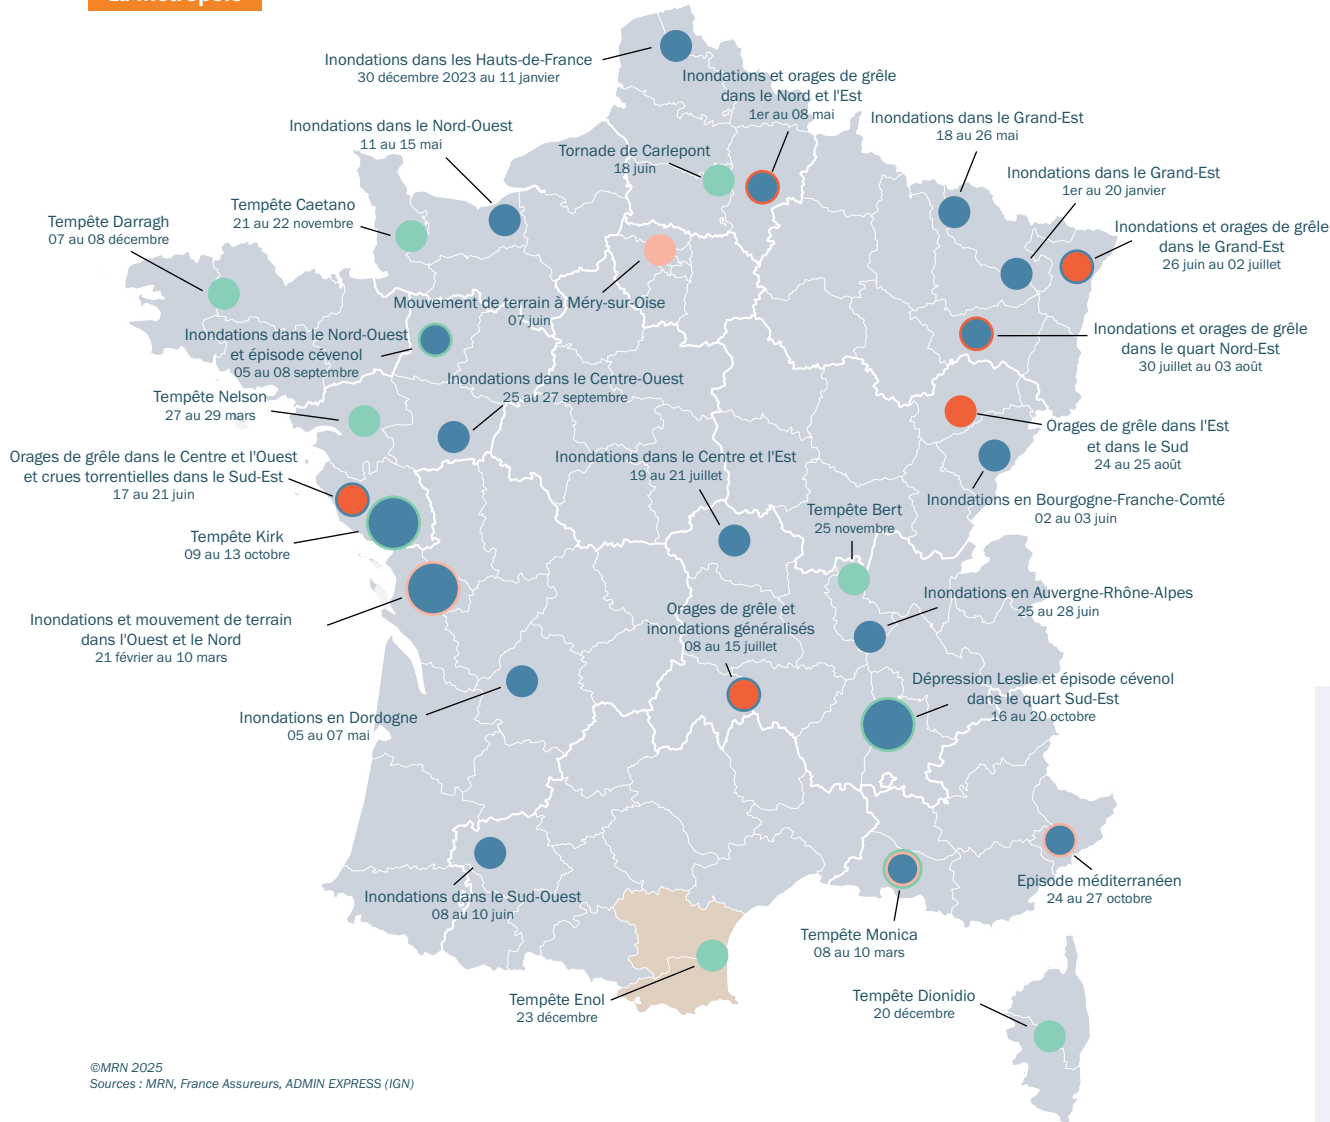 La métropole
Inondations dans les Hauts-de-France
30 décembre 2023 au 11 janvier
Inondations et orages de grêle
dans le Nord et l'Est
1er au 08 mai
Inondations dans le Grand-Est
18 au 26 mai
Inondations dans le Nord-Ouest
11 au 15 mai
Tornade de Carlepont
18 juin
Inondations dans le Grand-Est
1er au 20 janvier
Tempête Caetano
21 au 22 novembre
Tempête Darragh
07 au 08 décembre
Inondations et orages de grêle
dans le Grand-Est
26 juin au 02 juillet
Mouvement de terrain à Méry-sur-Oise
07 juin
Inondations dans le Nord-Ouest
et épisode cévenol
05 au 08 septembre
Inondations et orages de grêle
dans le quart Nord-Est
30 juillet au 03 août
Inondations dans le Centre-Ouest
25 au 27 septembre
Tempête Nelson
27 au 29 mars
Orages de grêle dans l'Est
et dans le Sud
24 au 25 août
Orages de grêle dans le Centre et l'Ouest
et crues torrentielles dans le Sud-Est
17 au 21 juin
Inondations dans le Centre et l'Est
19 au 21 juillet
Inondations en Bourgogne-Franche-Comté
02 au 03 juin
Tempête Bert
25 novembre
Tempête Kirk
09 au 13 octobre
Inondations en Auvergne-Rhône-Alpes
25 au 28 juin
Orages de grêle et
inondations généralisés
08 au 15 juillet
Inondations et mouvement de terrain
dans l'Ouest et le Nord
21 février au 10 mars
Dépression Leslie et épisode cévenol
dans le quart Sud-Est
16 au 20 octobre
Inondations en Dordogne
05 au 07 mai
Episode méditerranéen
24 au 27 octobre
Inondations dans le Sud-Ouest
08 au 10 juin
Tempête Monica
08 au 10 mars
Tempête Enol
23 décembre
Tempête Dionidio
20 décembre
©MRN 2025
Sources : MRN, France Assureurs, ADMIN EXPRESS (IGN)